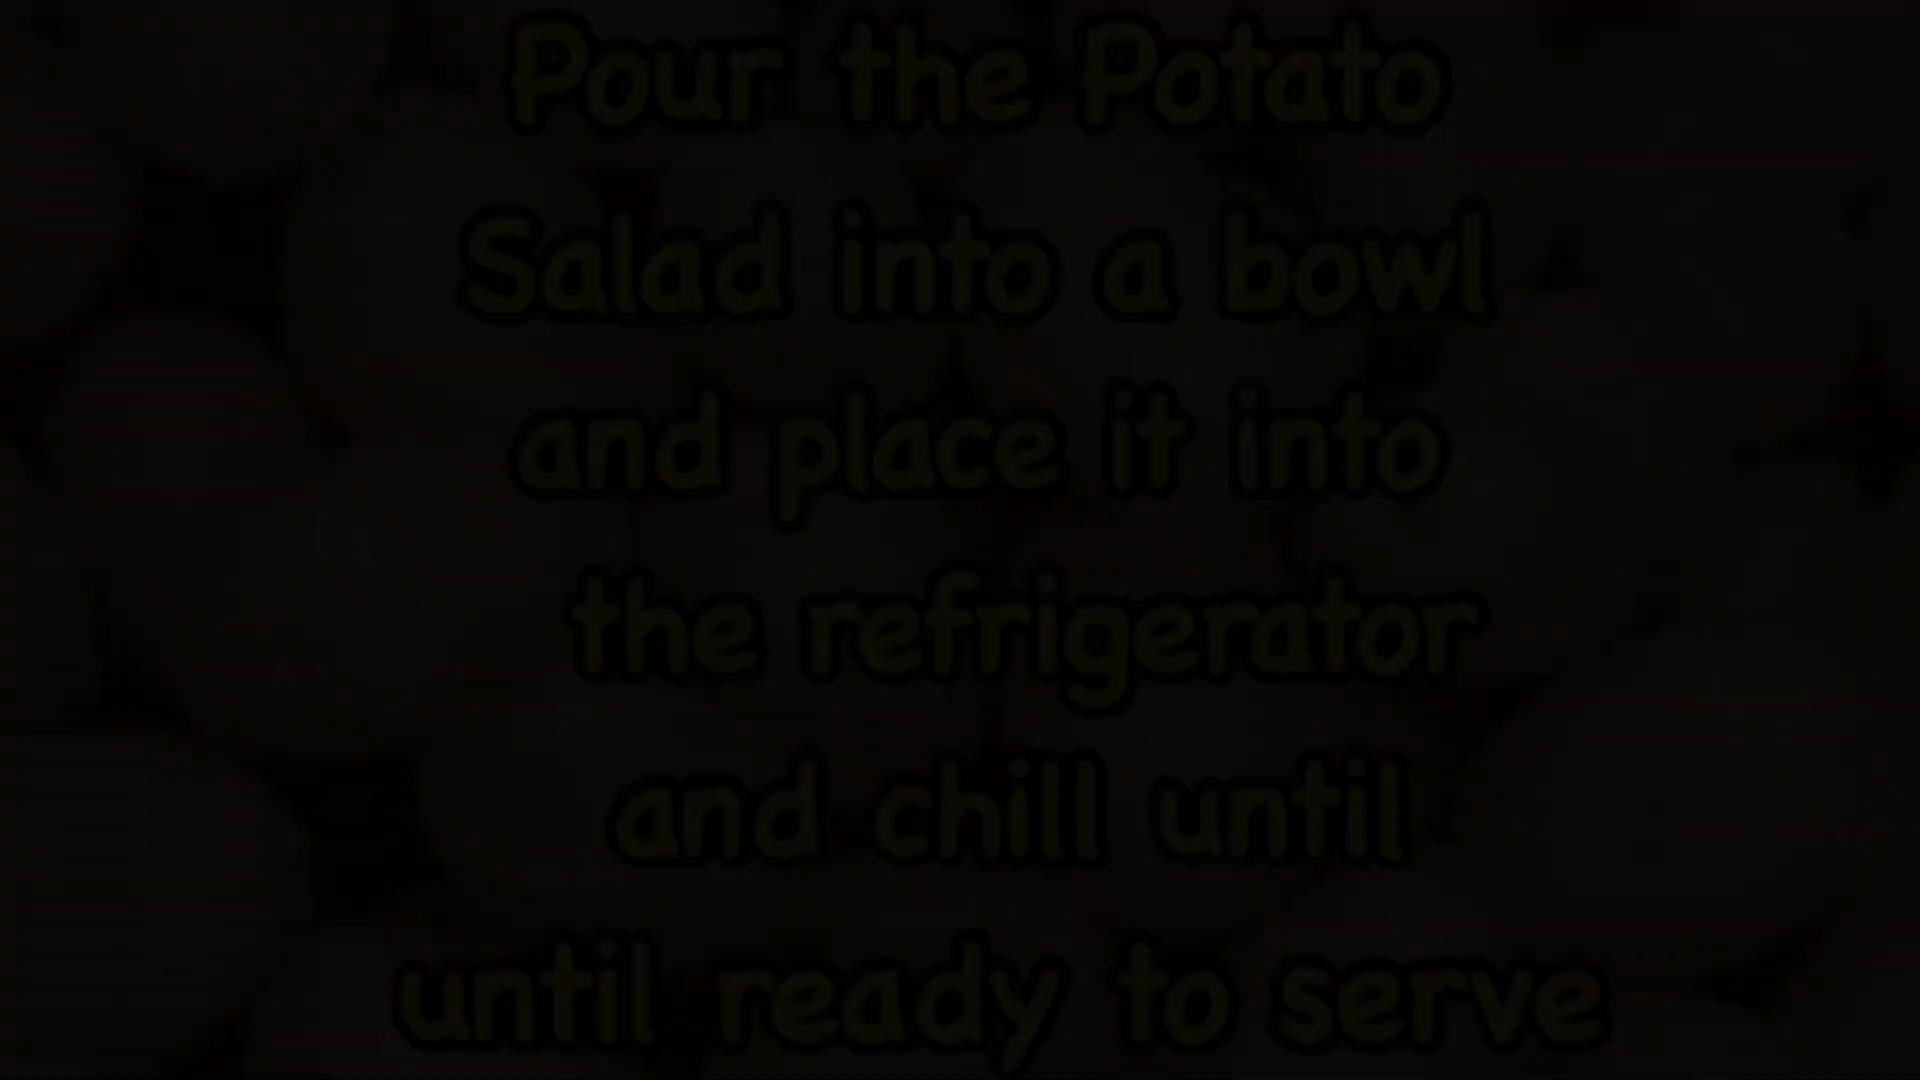 Pour the Potato
Salad into a bowl
and place it into
the refrigerator
and chill until
until ready to serve